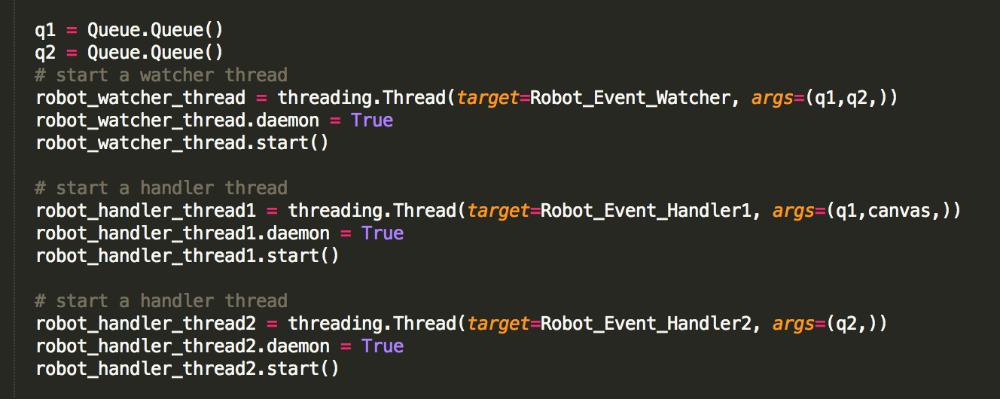 q1 = Queue.Queue()
q2 = Queue.Queue()
# start a watcher thread
robot_watcher_thread = threading.Thread(target=Robot_Event_Watcher, args=(q1,q2,))
robot_watcher_thread.daemon = True
robot_watcher_thread.start()
# start a handler thread
robot_handler_thread1 = threading.Thread(target=Robot_Event_Handler1, args=(q1,canvas,))
robot_handler_thread1.daemon = True
robot_handler_thread1.start()
# start a handler thread
robot_handler_thread2 = threading.Thread(target=Robot_Event_Handler2, args=(q2,))
robot_handler_thread2.daemon = True
robot_handler_thread2.start()